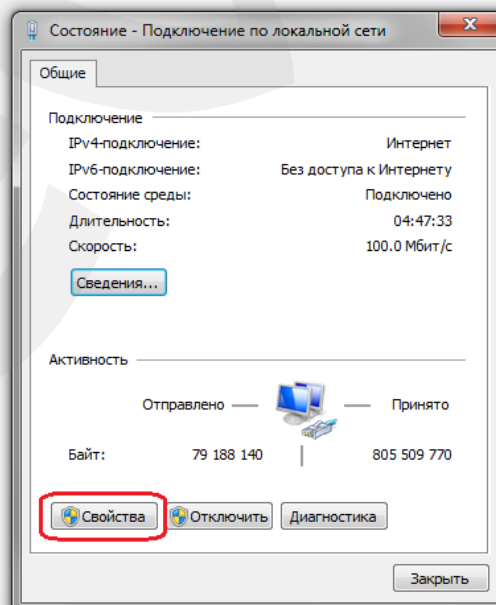 Состояние - Подключение по локальной сети
Общие
Подключение
IPv4-подключение: Интернет
IPv6-подключение: Без доступа к Интернету
Состояние среды: Подключено
Длительность: 04:47:33
Скорость: 100.0 Мбит/с
Сведения...
Активность
Отправлено — — Принято
Байт: 79 188 140 | 805 509 770
Свойства Отключить Диагностика
Закрыть